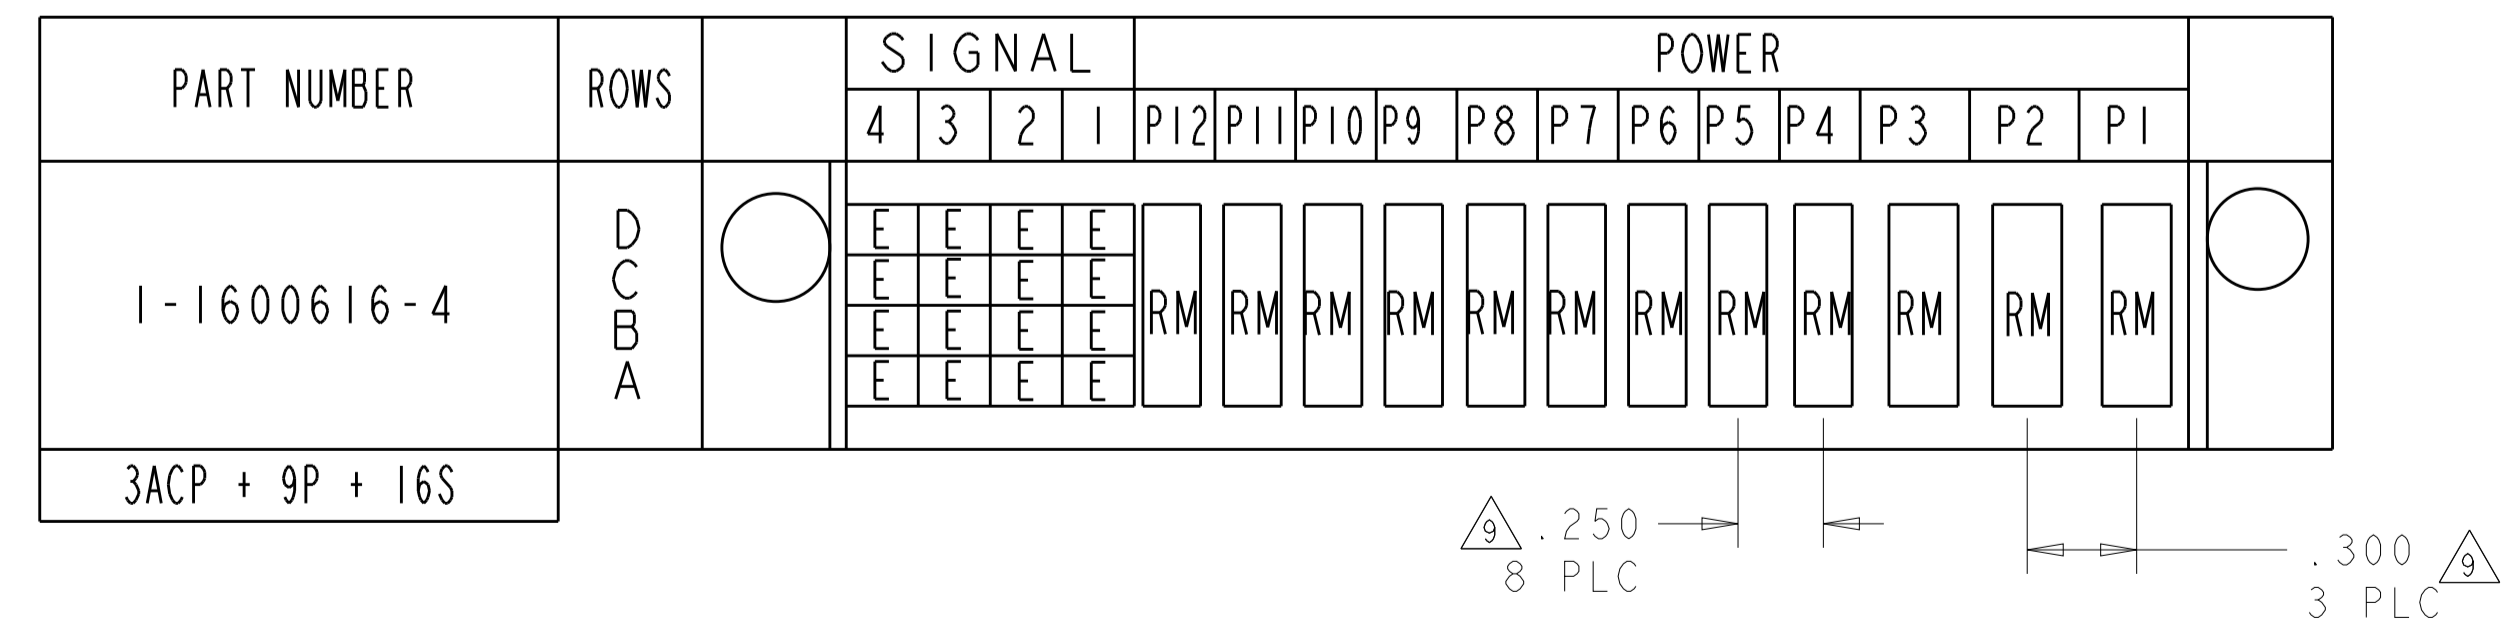 PART NUMBER ROWS SIGNAL POWER
4 3 2 1 P12 P11 P10 P9 P8 P7 P6 P5 P4 P3 P2 P1
D E E E E
C E E E E
1-1600616-4 RM RM RM RM RM RM RM RM RM RM RM RM
B E E E E
A E E E E
3ACP + 9P + 16S
9 .250
8 PLC
.300 9
3 PLC